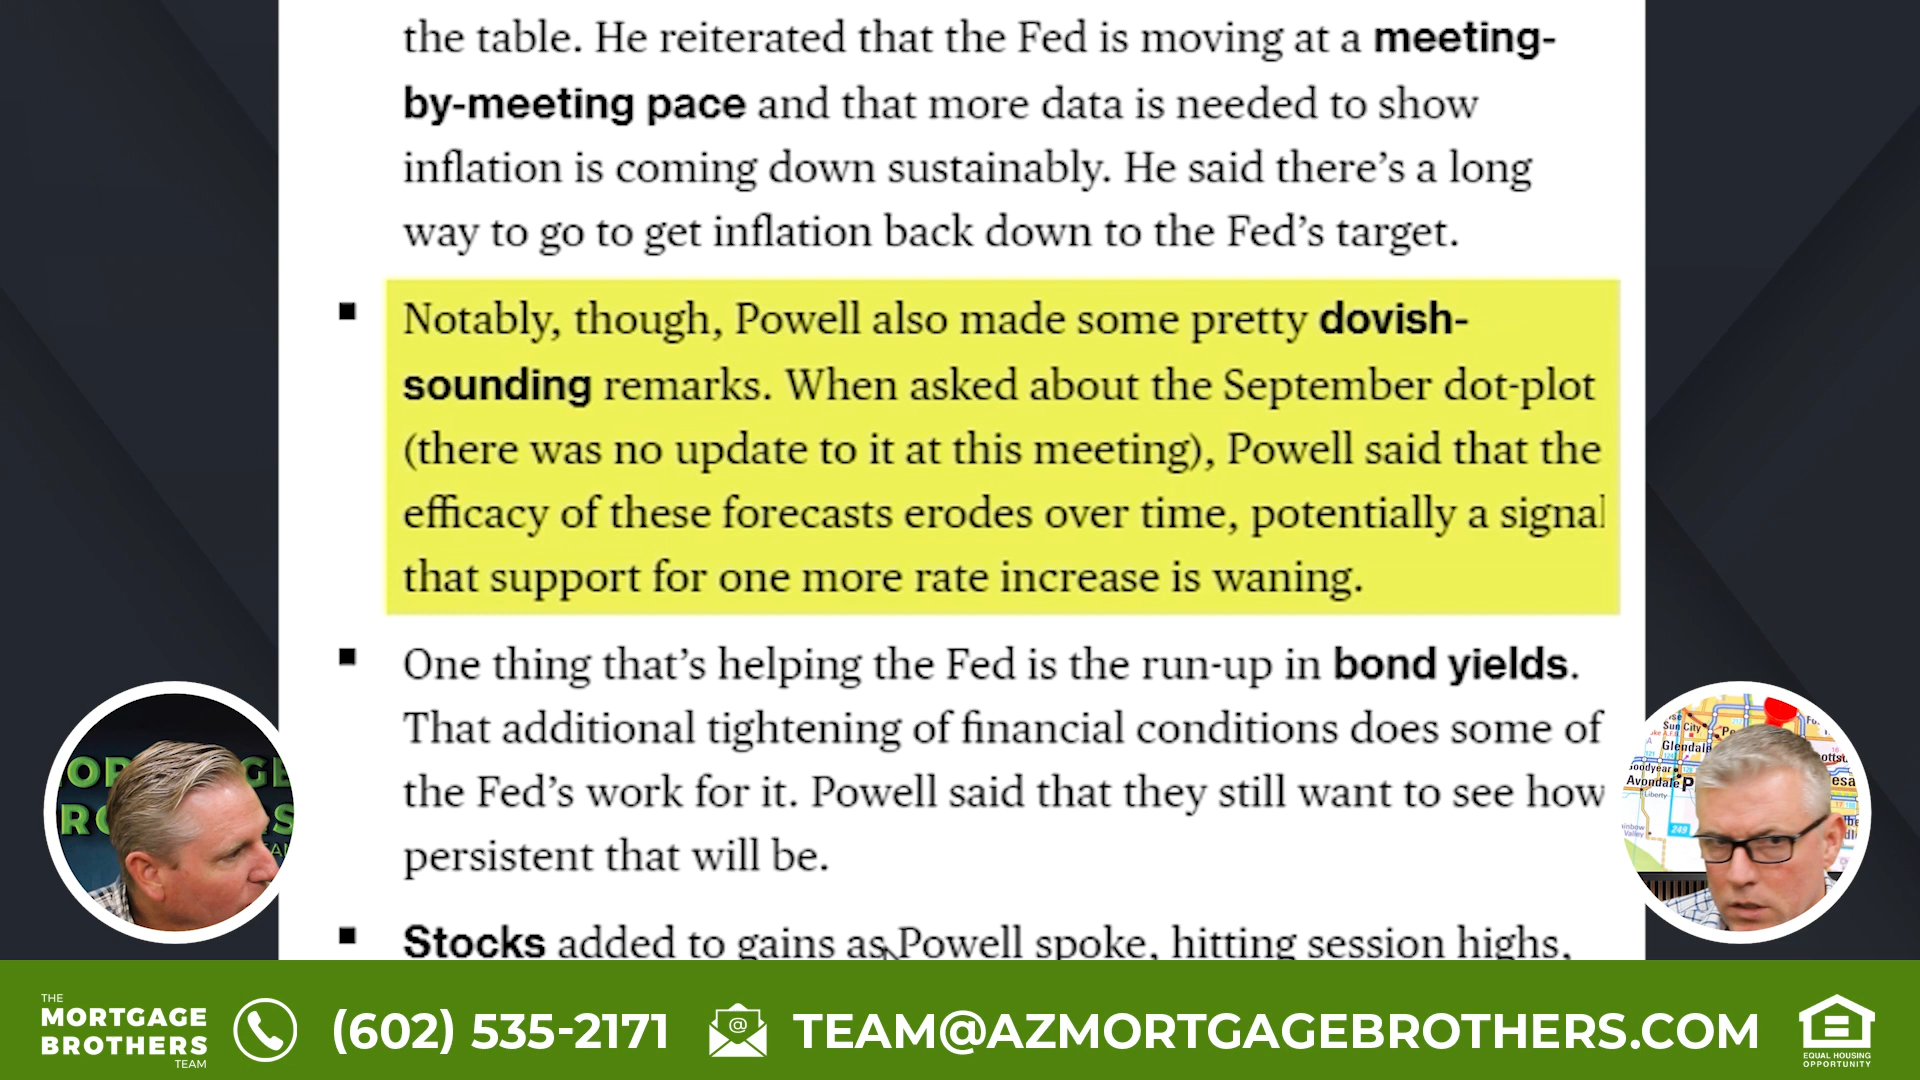 the table. He reiterated that the Fed is moving at a meeting-
by-meeting pace and that more data is needed to show
inflation is coming down sustainably. He said there’s a long
way to go to get inflation back down to the Fed’s target.
Notably, though, Powell also made some pretty dovish-
sounding remarks. When asked about the September dot-plot
(there was no update to it at this meeting), Powell said that the
efficacy of these forecasts erodes over time, potentially a signal
that support for one more rate increase is waning.
One thing that’s helping the Fed is the run-up in bond yields.
That additional tightening of financial conditions does some of
the Fed’s work for it. Powell said that they still want to see how
persistent that will be.
Stocks added to gains as Powell spoke, hitting session highs,
Sun City
Glendale
Avondale
Liberty
249
THE
MORTGAGE
BROTHERS
TEAM
(602) 535-2171
TEAM@AZMORTGAGEBROTHERS.COM
EQUAL HOUSING
OPPORTUNITY